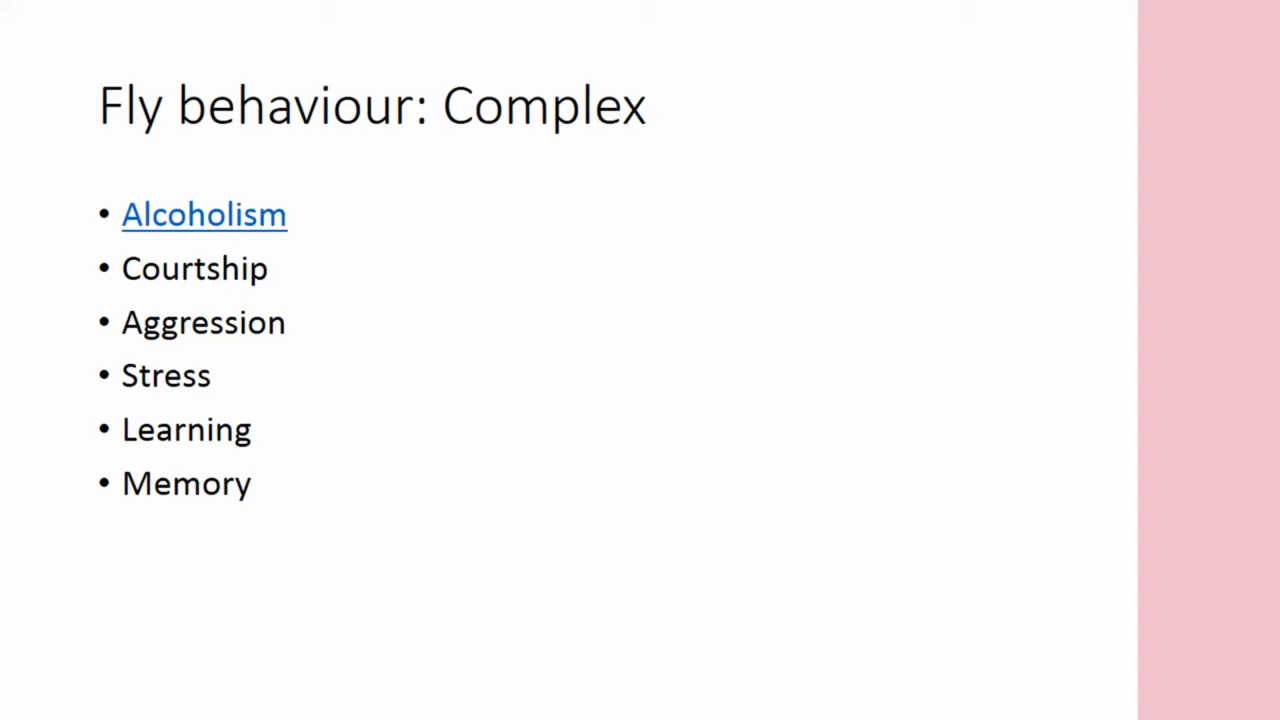 Fly behaviour: Complex
• Alcoholism
• Courtship
• Aggression
• Stress
• Learning
• Memory